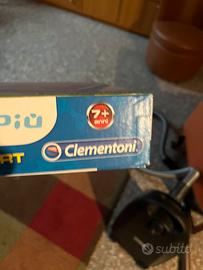 più
7+
anni
RT
Clementoni
subito